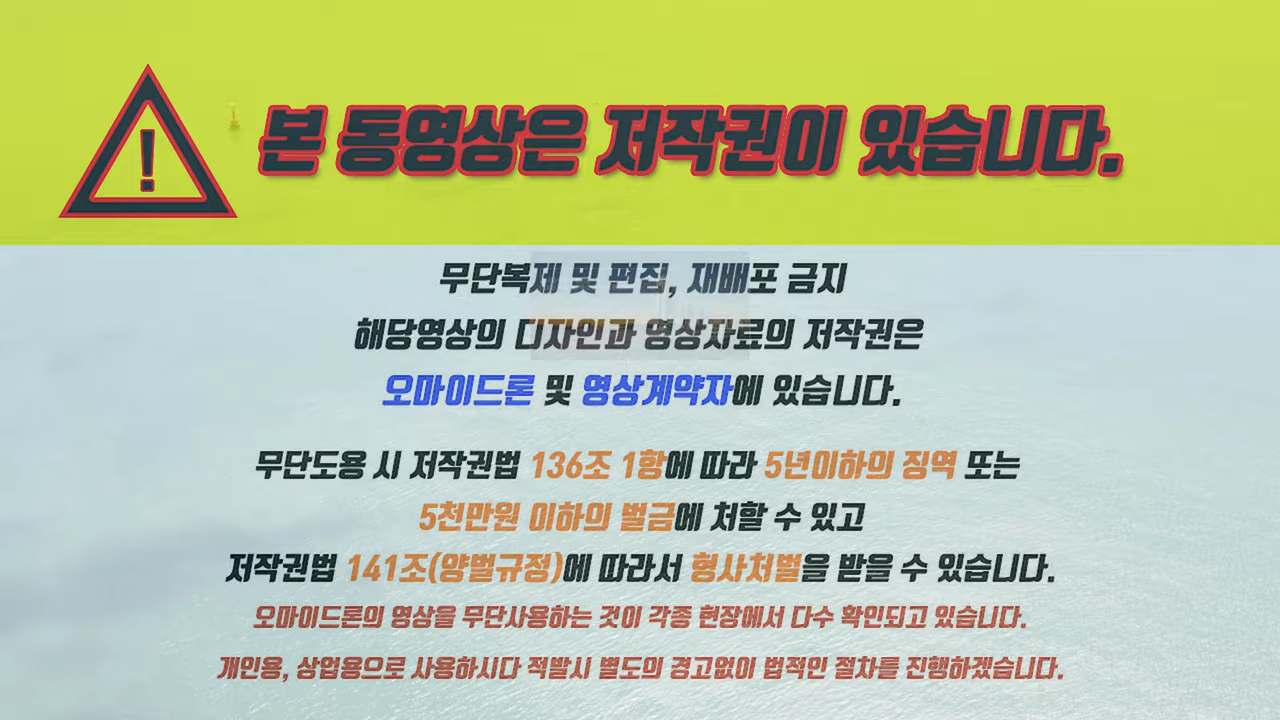 본 동영상은 저작권이 있습니다.
무단복제 및 편집, 재배포 금지
해당영상의 디자인과 영상자료의 저작권은
오마이드론 및 영상계약자에 있습니다.
무단도용 시 저작권법 136조 1항에 따라 5년이하의 징역 또는
5천만원 이하의 벌금에 처할 수 있고
저작권법 141조(양벌규정)에 따라서 형사처벌을 받을 수 있습니다.
오마이드론의 영상을 무단사용하는 것이 각종 현장에서 다수 확인되고 있습니다.
개인용, 상업용으로 사용하시다 적발시 별도의 경고없이 법적인 절차를 진행하겠습니다.